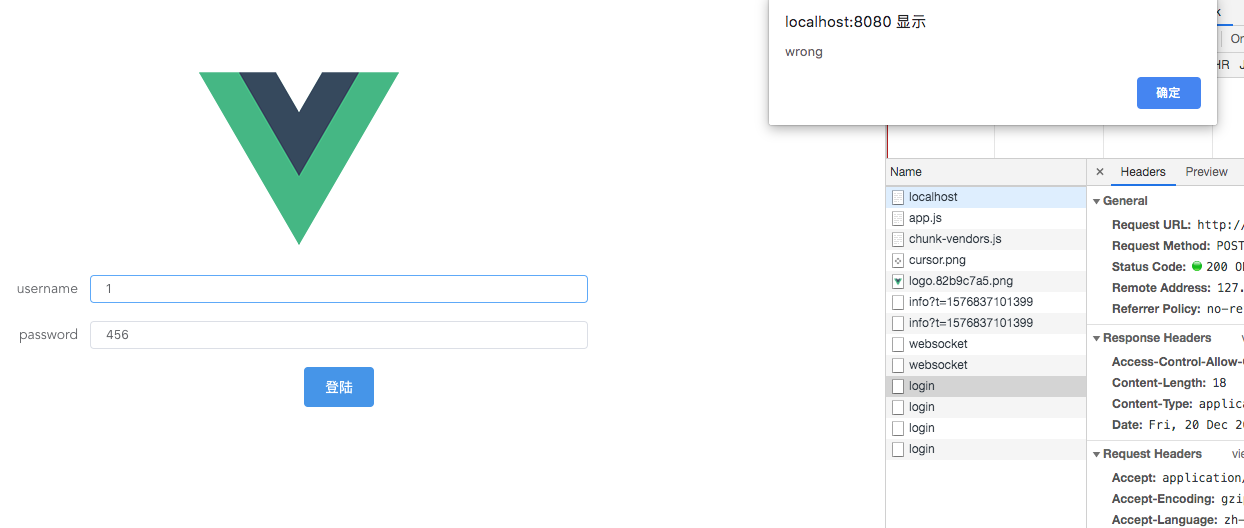 localhost:8080 显示
wrong
确定
username
1
password
456
登陆
Name
localhost
app.js
chunk-vendors.js
cursor.png
logo.82b9c7a5.png
info?t=1576837101399
info?t=1576837101399
websocket
websocket
login
login
login
login
× Headers Preview
General
Request URL: http://
Request Method: POST
Status Code: 200
Remote Address: 127.
Referrer Policy: no-re
Response Headers
Access-Control-Allow-
Content-Length: 18
Content-Type: applica
Date: Fri, 20 Dec 20
Request Headers vie
Accept: application/
Accept-Encoding: gzi
Accept-Language: zh-